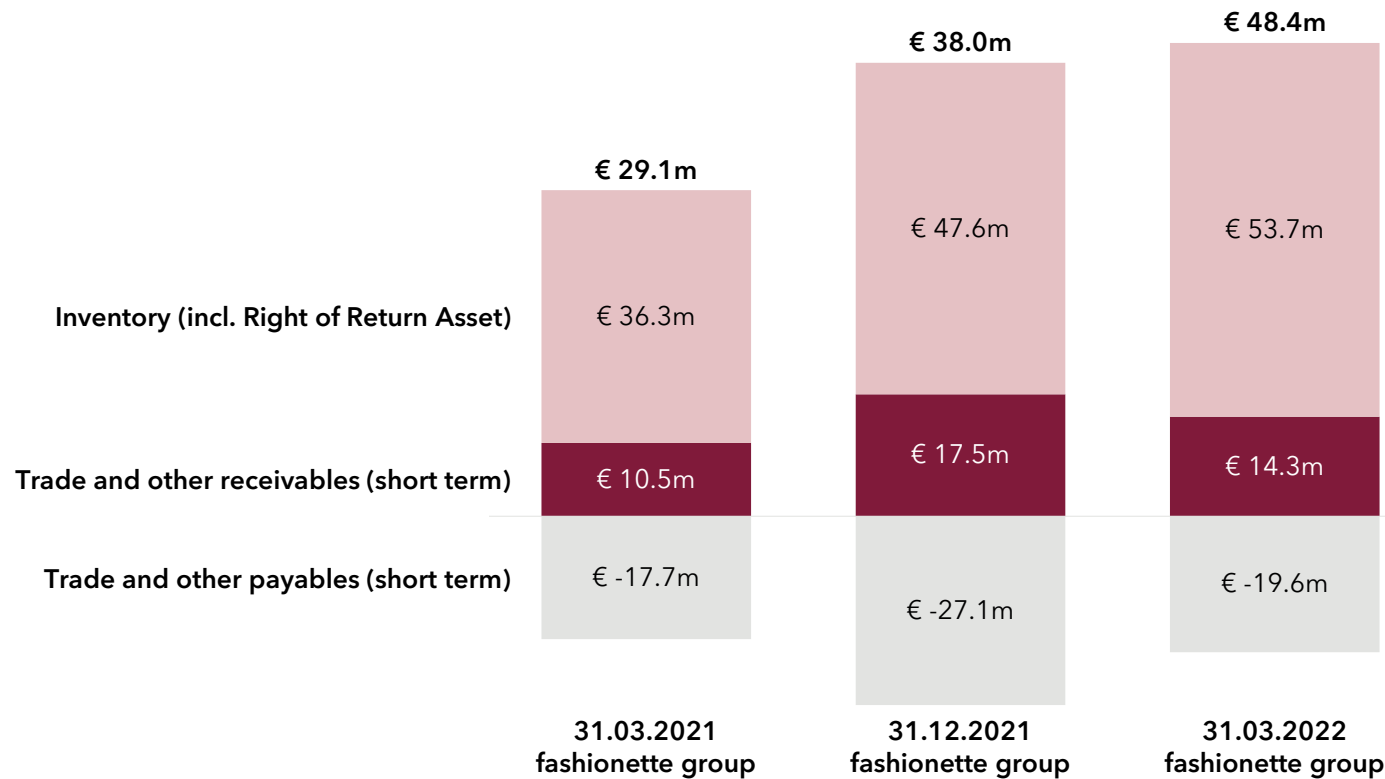 € 48.4m
€ 38.0m
€ 29.1m
Inventory (incl. Right of Return Asset)
€ 36.3m
€ 47.6m
€ 53.7m
Trade and other receivables (short term)
€ 10.5m
€ 17.5m
€ 14.3m
Trade and other payables (short term)
€ -17.7m
€ -27.1m
€ -19.6m
31.03.2021
fashionette group
31.12.2021
fashionette group
31.03.2022
fashionette group